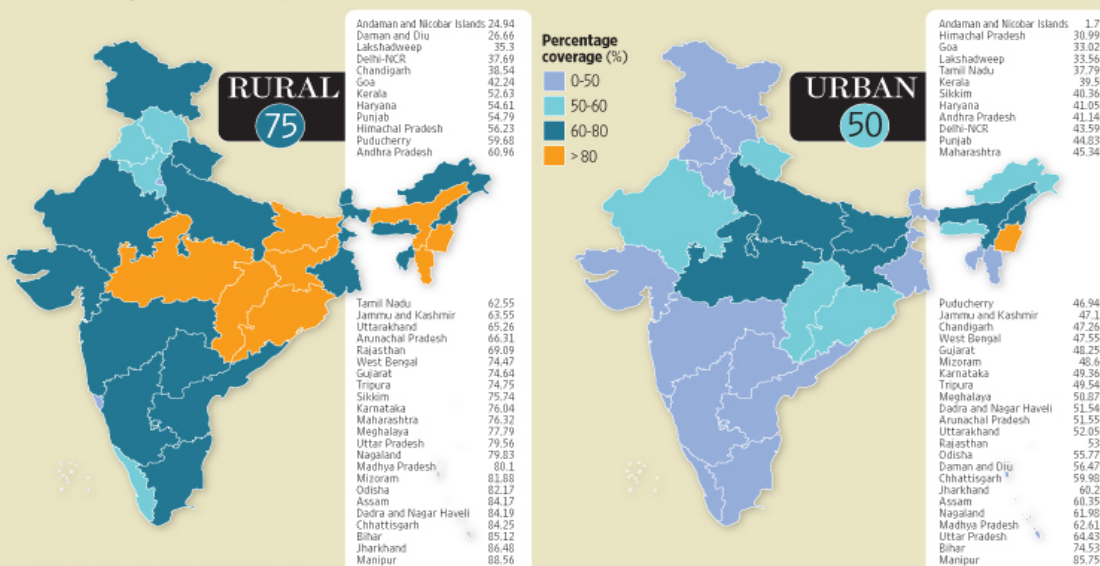 RURAL
75
Andaman and Nicobar Islands 24.94
Daman and Diu 26.66
Lakshadweep 35.3
Delhi-NCR 37.69
Chandigarh 38.54
Goa 42.24
Kerala 52.63
Haryana 54.61
Punjab 54.79
Himachal Pradesh 56.23
Puducherry 59.68
Andhra Pradesh 60.96
Tamil Nadu 62.55
Jammu and Kashmir 63.55
Uttarakhand 65.26
Arunachal Pradesh 66.31
Rajasthan 69.09
West Bengal 74.47
Gujarat 74.64
Tripura 74.75
Sikkim 75.74
Karnataka 76.04
Maharashtra 76.32
Meghalaya 77.79
Uttar Pradesh 79.56
Nagaland 79.83
Madhya Pradesh 80.1
Mizoram 81.88
Odisha 82.17
Assam 84.17
Dadra and Nagar Haveli 84.19
Chhattisgarh 84.25
Bihar 85.12
Jharkhand 86.48
Manipur 88.56
Percentage
coverage (%)
0-50
50-60
60-80
>80
URBAN
50
Andaman and Nicobar Islands 1.7
Himachal Pradesh 30.99
Goa 33.02
Lakshadweep 33.56
Tamil Nadu 37.79
Kerala 39.5
Sikkim 40.36
Haryana 41.05
Andhra Pradesh 41.14
Delhi-NCR 43.59
Punjab 44.83
Maharashtra 45.34
Puducherry 46.94
Jammu and Kashmir 47.1
Chandigarh 47.26
West Bengal 47.55
Gujarat 48.25
Mizoram 48.6
Karnataka 49.36
Tripura 49.54
Meghalaya 50.87
Dadra and Nagar Haveli 51.54
Arunachal Pradesh 51.55
Uttarakhand 52.05
Rajasthan 53
Odisha 55.77
Daman and Diu 56.47
Chhattisgarh 59.98
Jharkhand 60.2
Assam 60.35
Nagaland 61.98
Madhya Pradesh 62.61
Uttar Pradesh 64.43
Bihar 74.53
Manipur 85.75